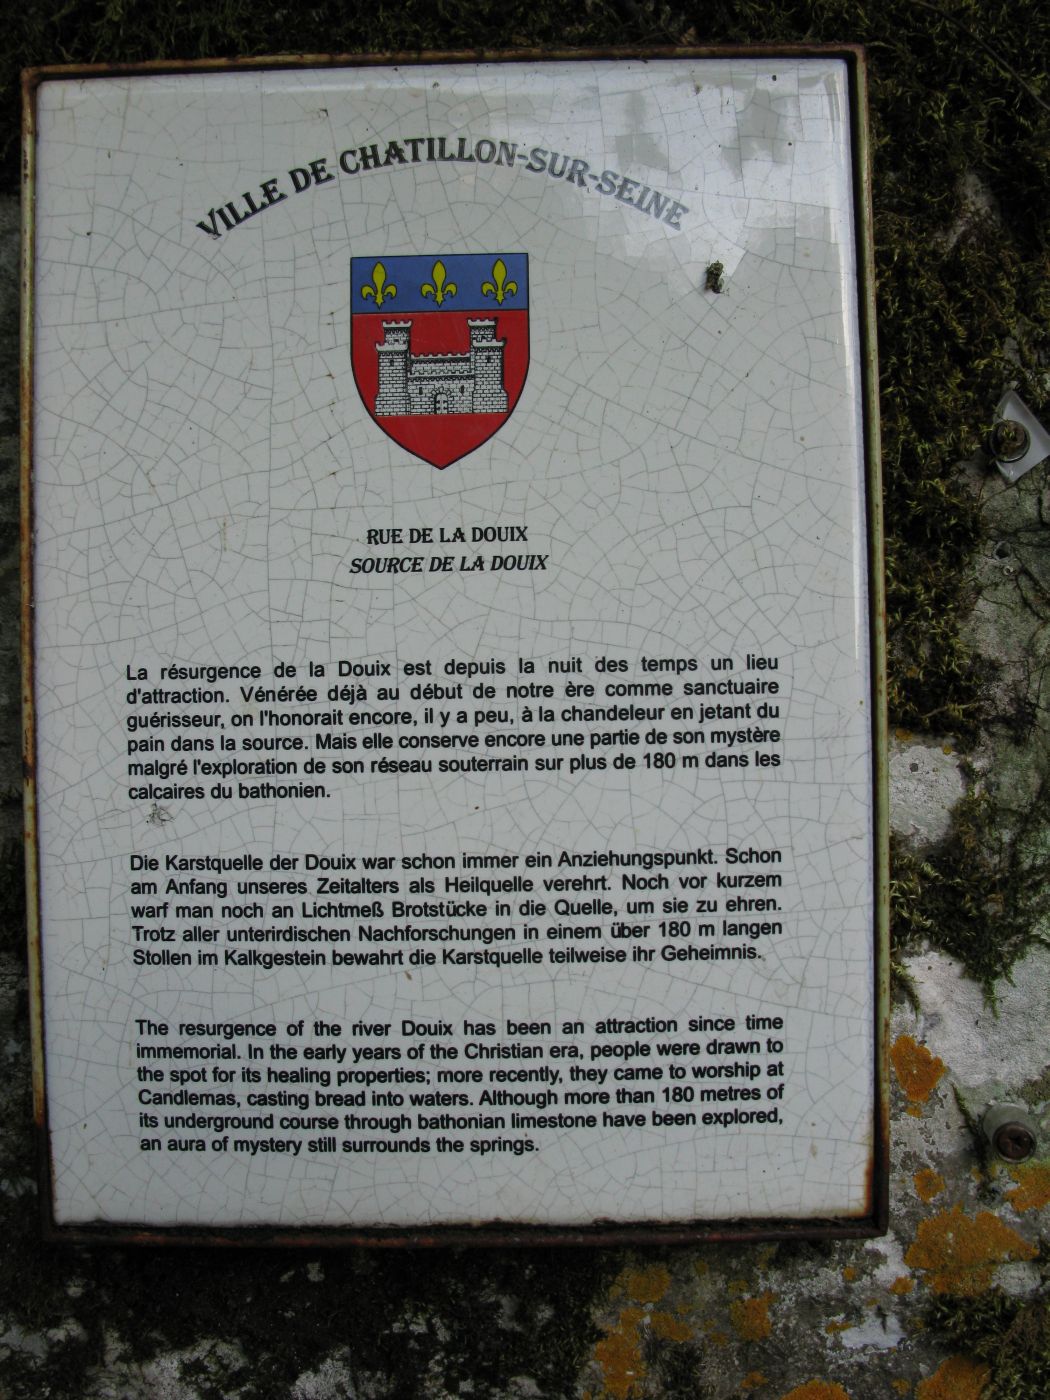 VILLE DE CHATILLON-SUR-SEINE
RUE DE LA DOUIX
SOURCE DE LA DOUIX
La résurgence de la Douix est depuis la nuit des temps un lieu
d'attraction. Vénérée déjà au début de notre ère comme sanctuaire
guérisseur, on l'honorait encore, il y a peu, à la chandeleur en jetant du
pain dans la source. Mais elle conserve encore une partie de son mystère
malgré l'exploration de son réseau souterrain sur plus de 180 m dans les
calcaires du bathonien.
Die Karstquelle der Douix war schon immer ein Anziehungspunkt. Schon
am Anfang unseres Zeitalters als Heilquelle verehrt. Noch vor kurzem
warf man noch an Lichtmeß Brotstücke in die Quelle, um sie zu ehren.
Trotz aller unterirdischen Nachforschungen in einem über 180 m langen
Stollen im Kalkgestein bewahrt die Karstquelle teilweise ihr Geheimnis.
The resurgence of the river Douix has been an attraction since time
immemorial. In the early years of the Christian era, people were drawn to
the spot for its healing properties; more recently, they came to worship at
Candlemas, casting bread into waters. Although more than 180 metres of
its underground course through bathonian limestone have been explored,
an aura of mystery still surrounds the springs.